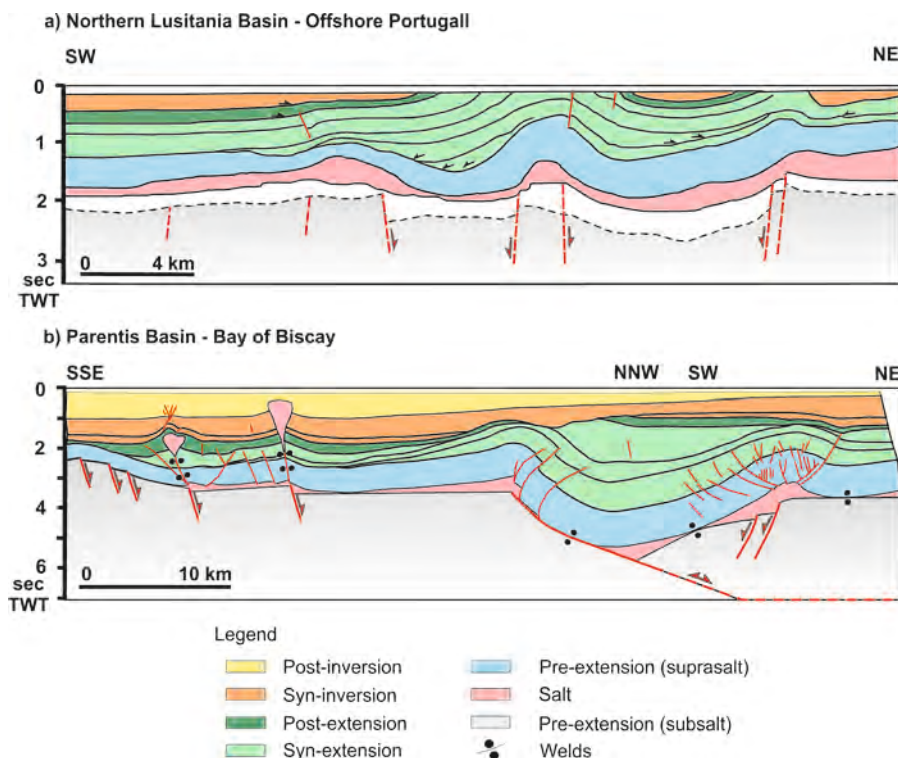 a) Northern Lusitania Basin - Offshore Portugall
SW NE
0
1
2
3
sec
TWT
0 4 km
b) Parentis Basin - Bay of Biscay
SSE NNW SW NE
0
2
4
6
sec
TWT
0 10 km
Legend
Post-inversion
Syn-inversion
Post-extension
Syn-extension
Pre-extension (suprasalt)
Salt
Pre-extension (subsalt)
Welds